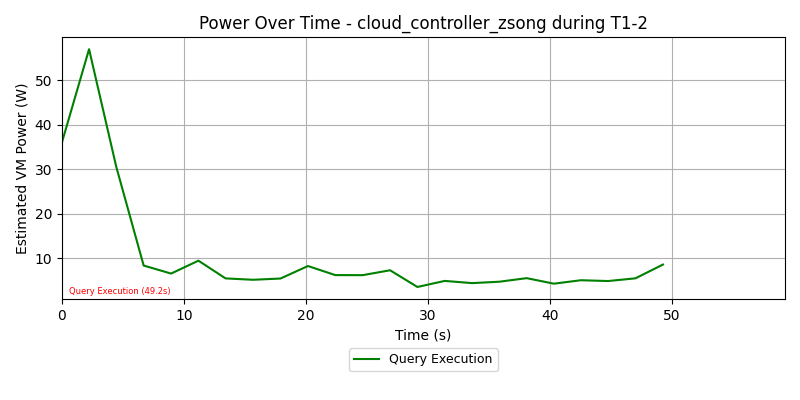 Power Over Time - cloud_controller_zsong during T1-2
Estimated VM Power (W)
50
40
30
20
10
Query Execution (49.2s)
0 10 20 30 40 50
Time (s)
Query Execution